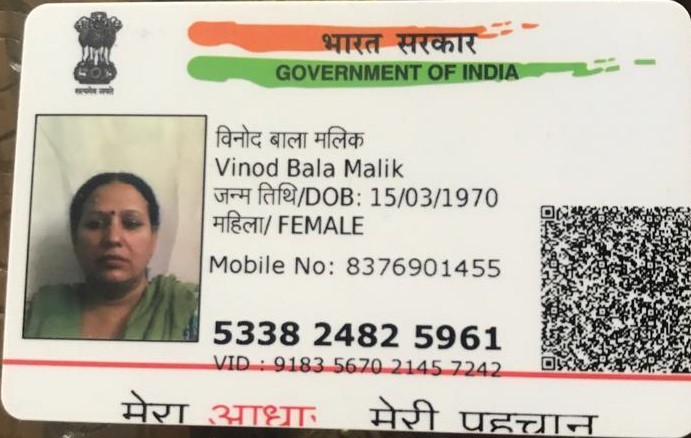 भारत सरकार
GOVERNMENT OF INDIA
सत्यमेव जयते
विनोद बाला मलिक
Vinod Bala Malik
जन्म तिथि/DOB: 15/03/1970
महिला/ FEMALE
Mobile No: 8376901455
5338 2482 5961
VID : 9183 5670 2145 7242
मेरा आधार मेरी पहचान